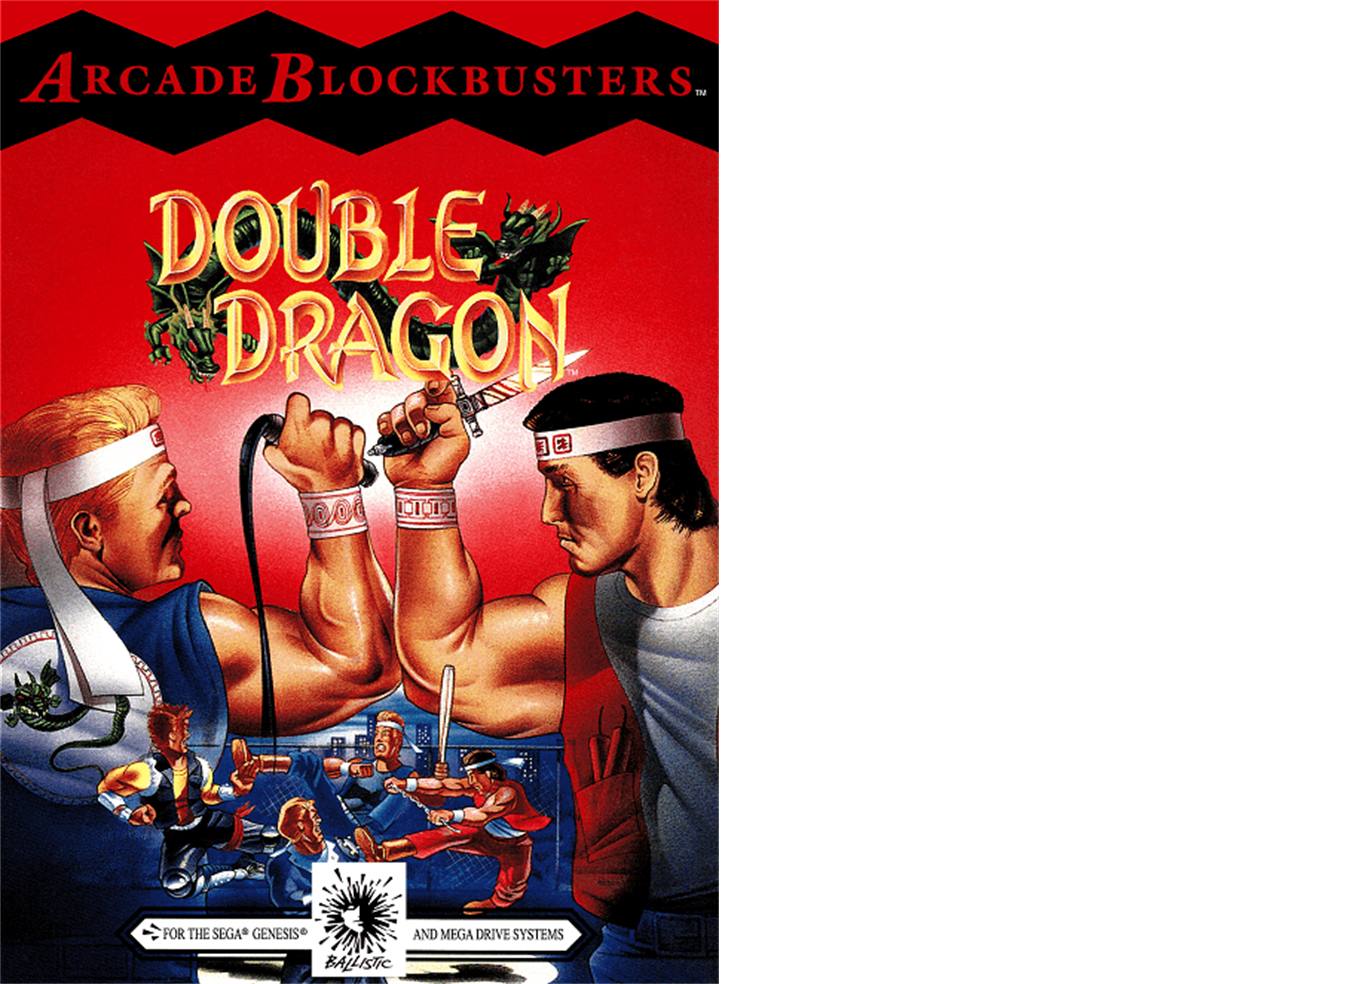 ARCADE BLOCKBUSTERS™
DOUBLE
DRAGON™
FOR THE SEGA® GENESIS® AND MEGA DRIVE SYSTEMS
BALLISTIC